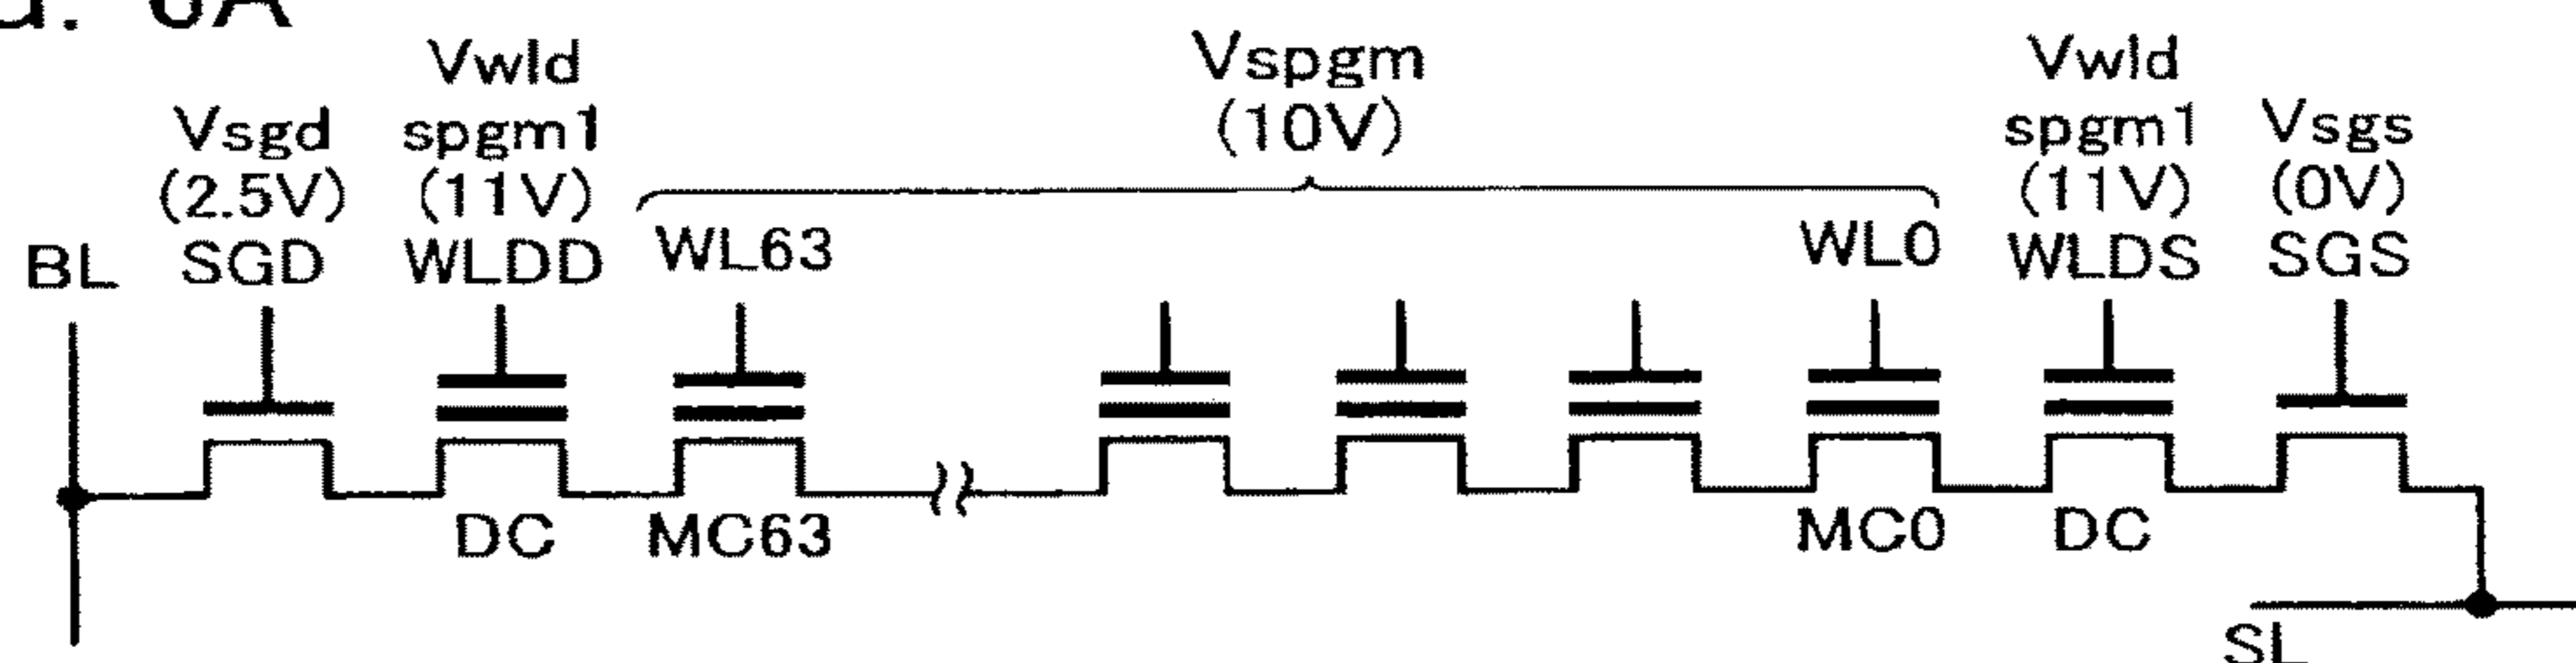 Vwld
Vspgm
Vwld
Vsgd
spgm1
(10V)
spgm1
Vsgs
(2.5V)
(11V)
(11V)
(0V)
BL
SGD
WLDD
WL63
WL0
WLDS
SGS
DC
MC63
MC0
DC
SL